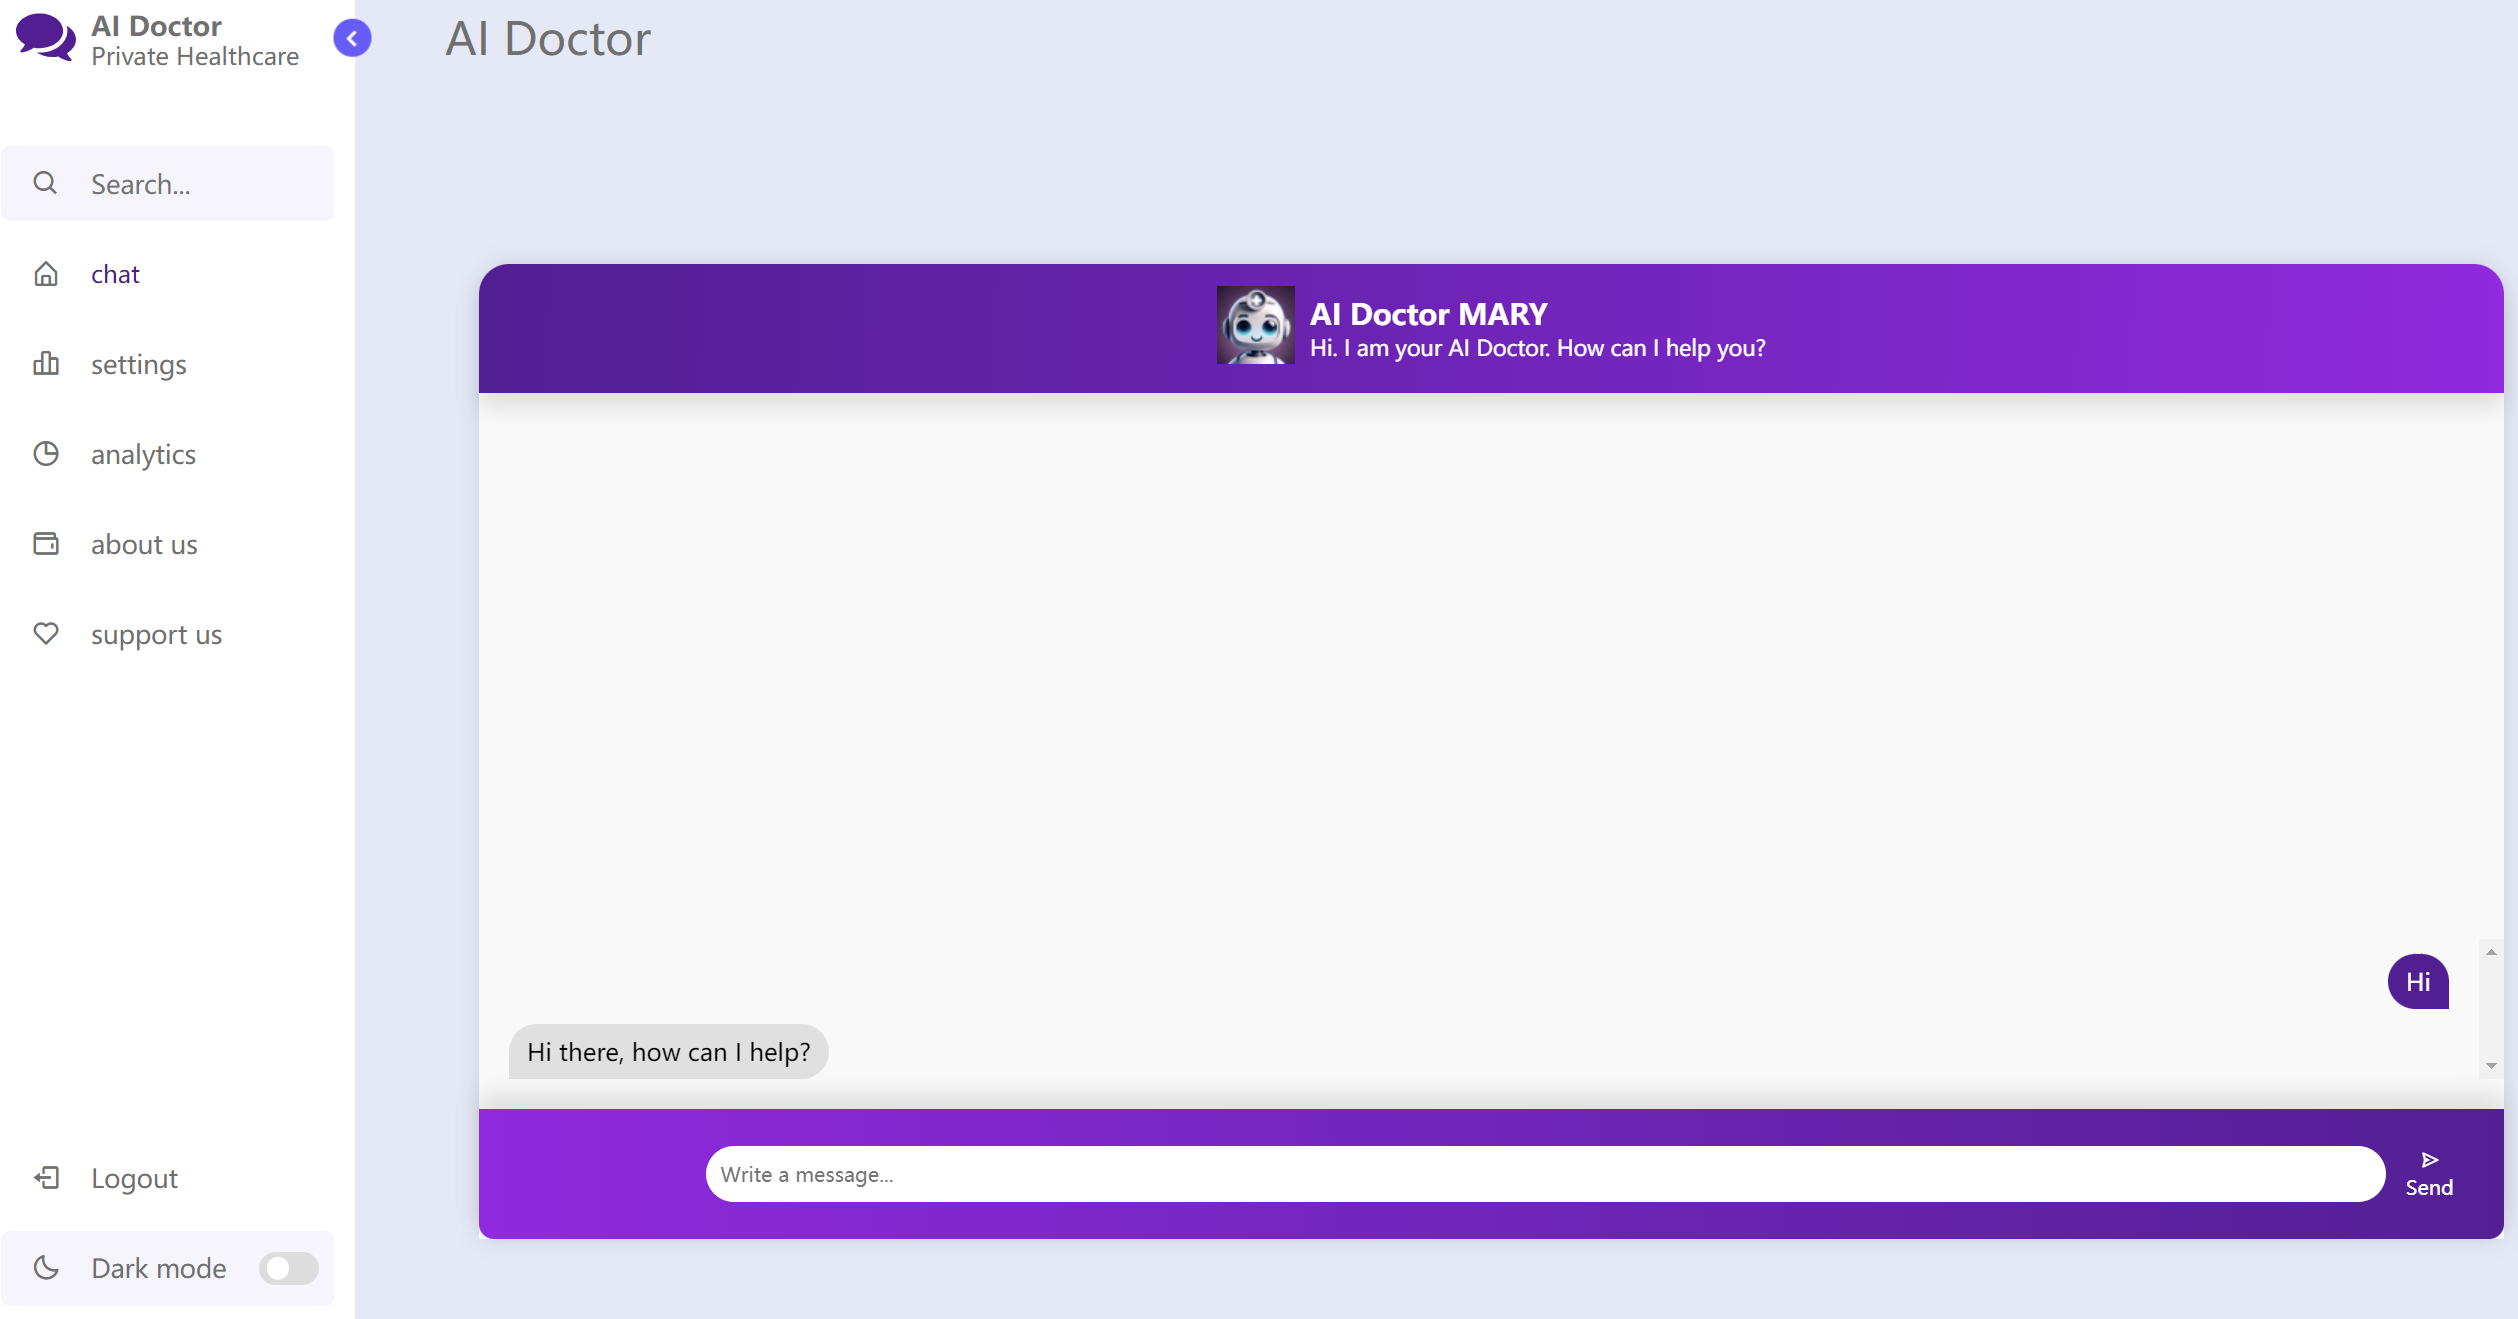 AI Doctor
Private Healthcare
Search...
chat
settings
analytics
about us
support us
Logout
Dark mode
AI Doctor
AI Doctor MARY
Hi. I am your AI Doctor. How can I help you?
Hi
Hi there, how can I help?
Write a message...
Send